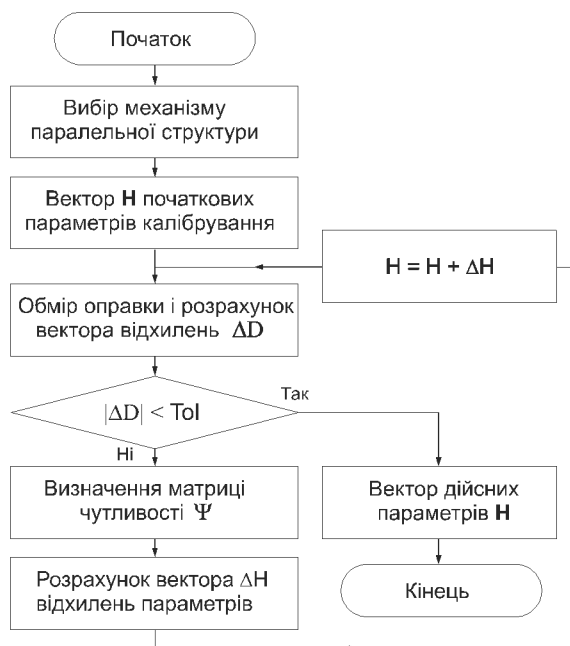 Початок
Вибір механізму
паралельної структури
Вектор H початкових
параметрів калібрування
H = H + ΔH
Обмір оправки і розрахунок
вектора відхилень ΔD
|ΔD| < Tol
Так
Ні
Визначення матриці
чутливості Ψ
Вектор дійсних
параметрів H
Розрахунок вектора ΔH
відхилень параметрів
Кінець